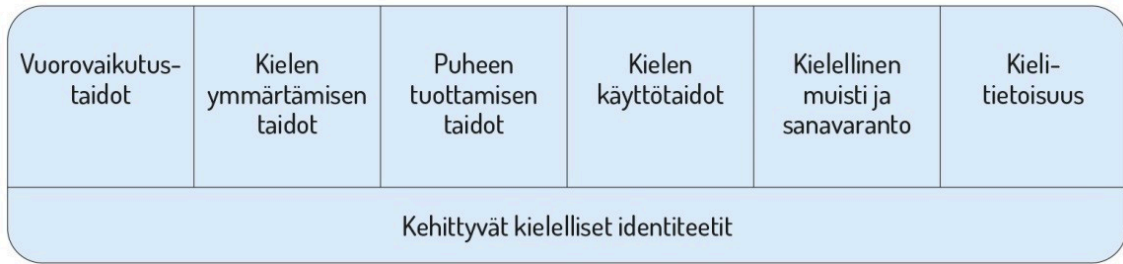 Vuorovaikutus-
taidot
Kielen
ymmärtämisen
taidot
Puheen
tuottamisen
taidot
Kielen
käyttötaidot
Kielellinen
muisti ja
sanavaranto
Kieli-
tietoisuus
Kehittyvät kielelliset identiteetit